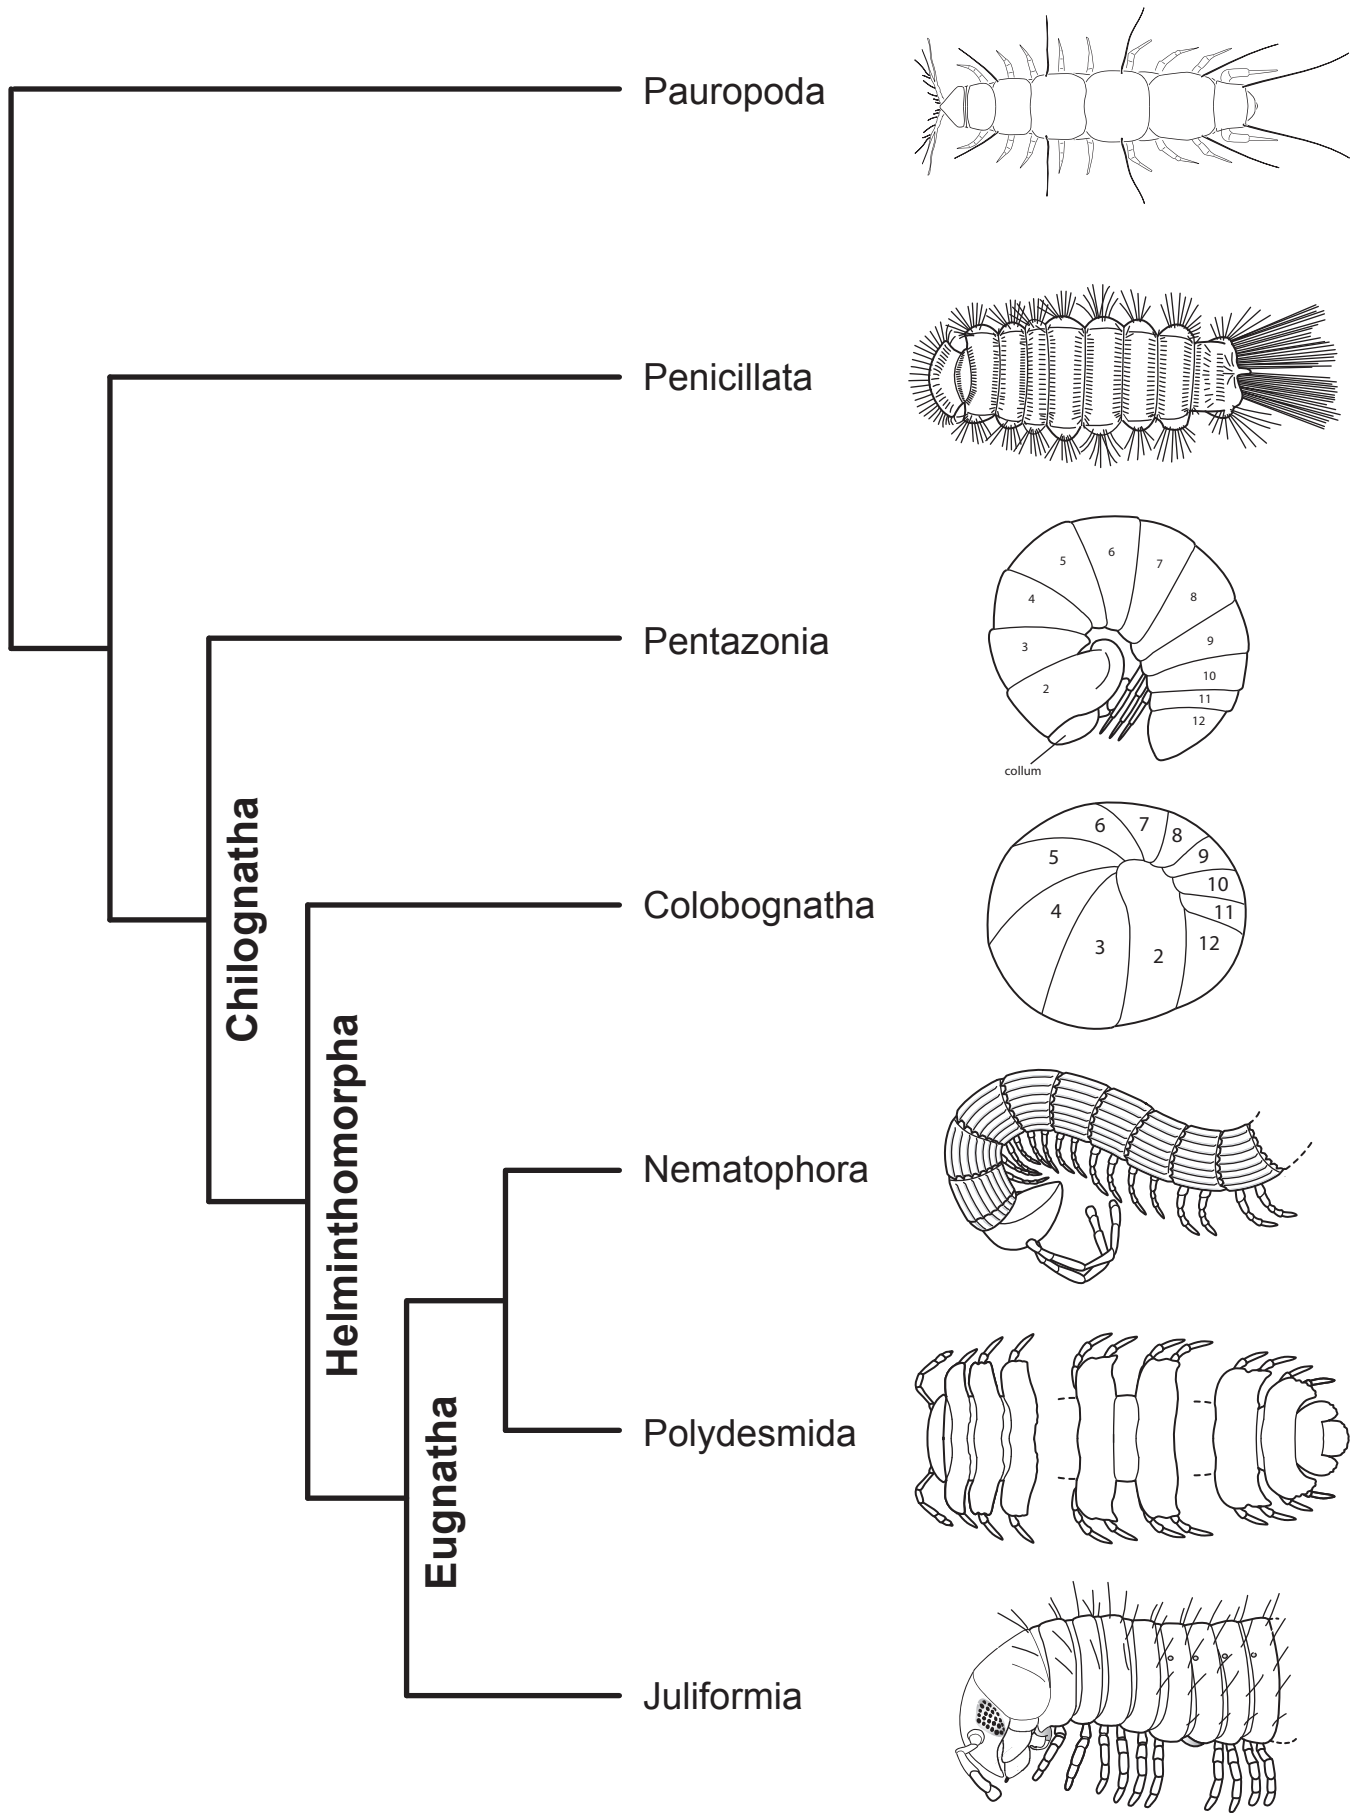 Pauropoda
Penicillata
Pentazonia
2
3
4
5
6
7
8
9
10
11
12
collum
Chilognatha
Colobognatha
2
3
4
5
6
7
8
9
10
11
12
Helminthomorpha
Nematophora
Eugnatha
Polydesmida
Juliformia